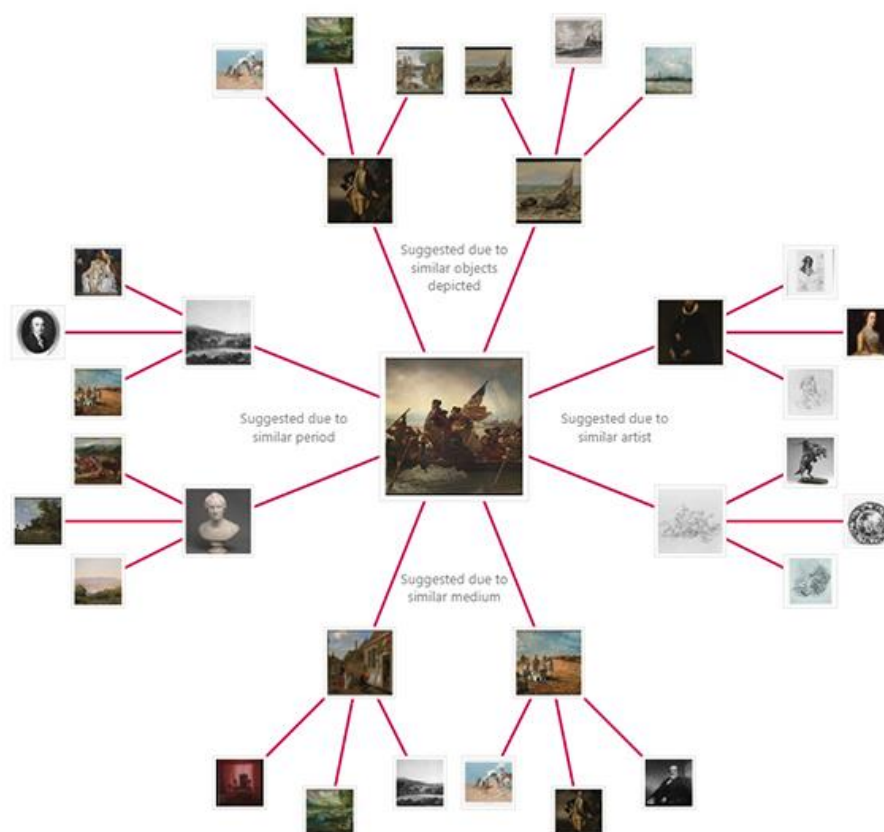 Suggested due to
similar objects
depicted
Suggested due to
similar period
Suggested due to
similar artist
Suggested due to
similar medium